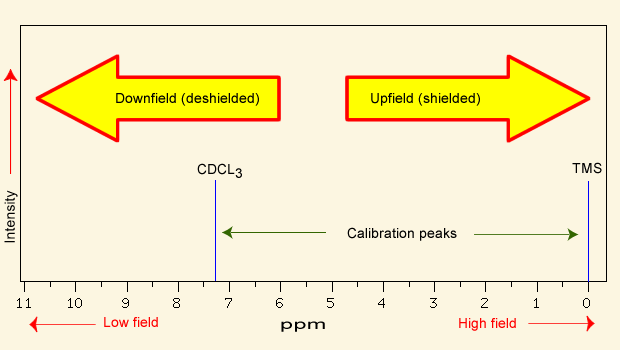 Downfield (deshielded) Upfield (shielded)
CDCL3 TMS
Intensity
Calibration peaks
11 10 9 8 7 6 5 4 3 2 1 0
Low field ppm High field